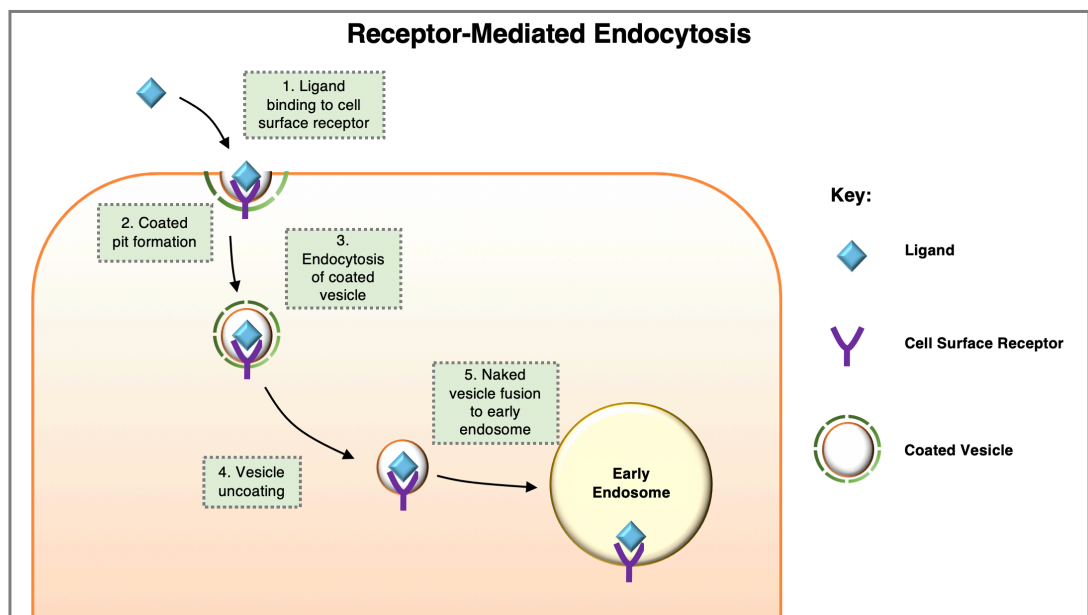 Receptor-Mediated Endocytosis
1. Ligand
binding to cell
surface receptor
2. Coated
pit formation
3.
Endocytosis
of coated
vesicle
4. Vesicle
uncoating
5. Naked
vesicle fusion
to early
endosome
Early
Endosome
Key:
Ligand
Cell Surface Receptor
Coated Vesicle